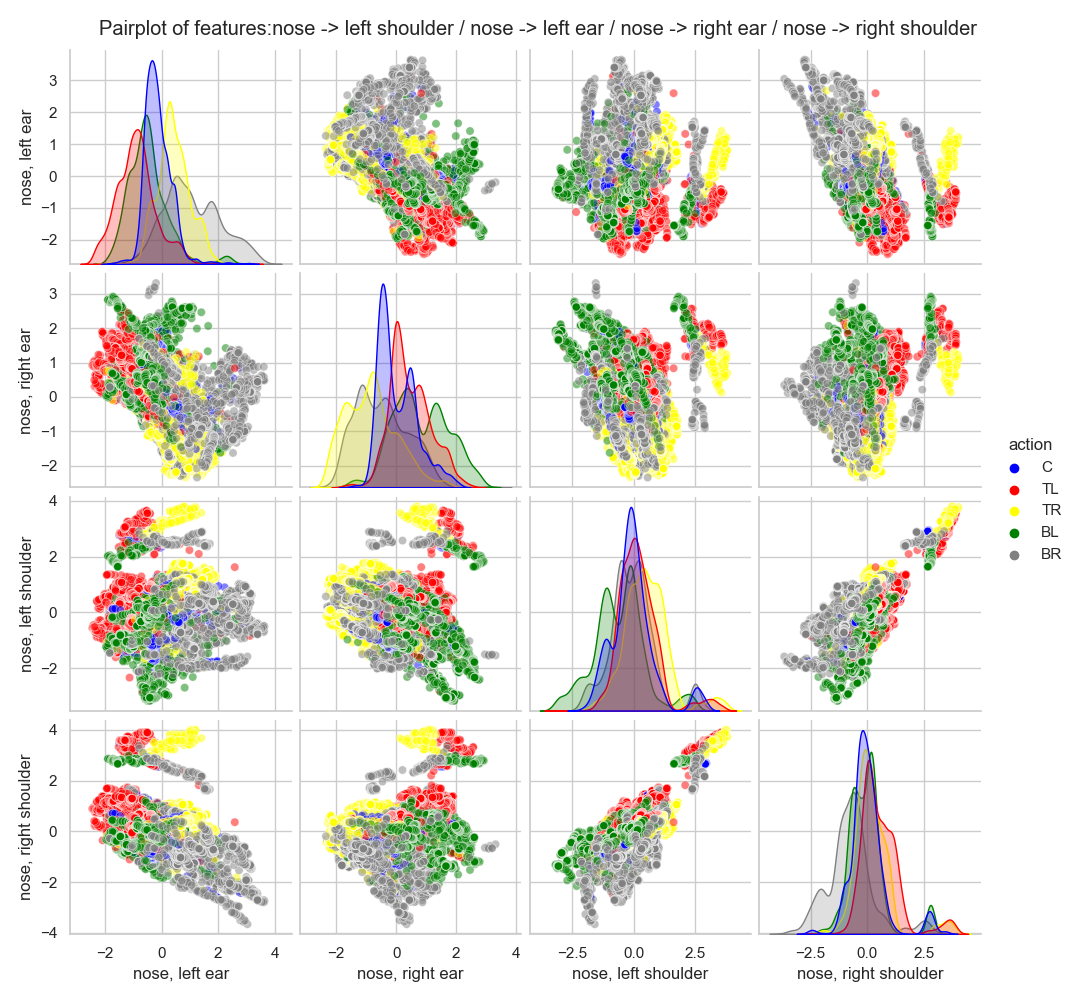 Pairplot of features:nose -> left shoulder / nose -> left ear / nose -> right ear / nose -> right shoulder
nose, left ear
3
2
1
0
−1
−2
nose, right ear
3
2
1
0
−1
−2
action
C
TL
TR
BL
BR
nose, left shoulder
4
2
0
−2
nose, right shoulder
4
2
0
−2
−4
−2 0 2
−2 0 2 4
−2.5 0.0 2.5
−2.5 0.0 2.5
nose, left ear
nose, right ear
nose, left shoulder
nose, right shoulder